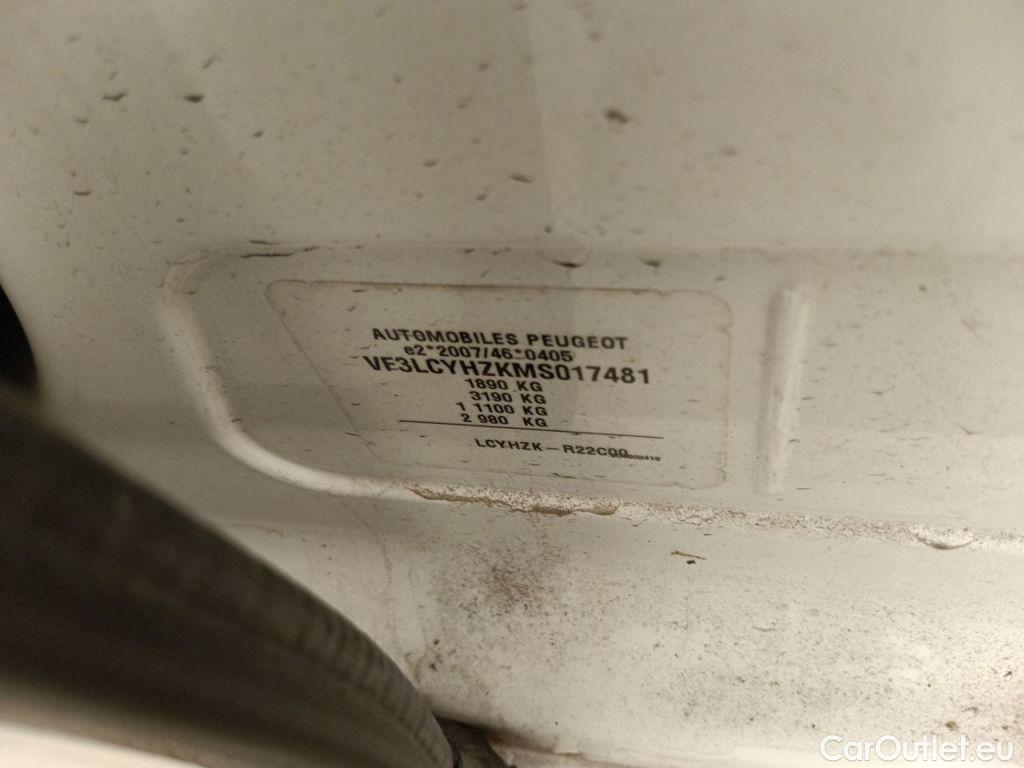 AUTOMOBILES PEUGEOT
e2*2007/46*0405
VF3LCYHZKMS017481
1890 KG
3190 KG
1 1100 KG
2 980 KG
LCYHZK – R22C00
CarOutlet.eu